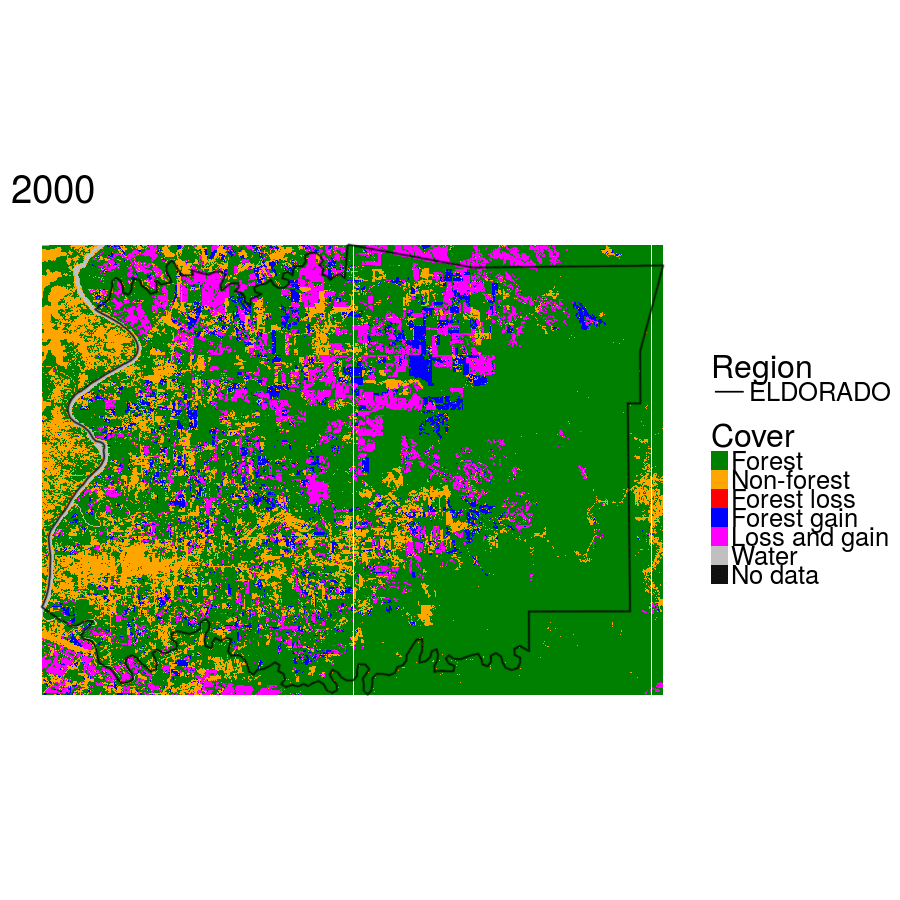 2000
Region
ELDORADO
Cover
Forest
Non-forest
Forest loss
Forest gain
Loss and gain
Water
No data